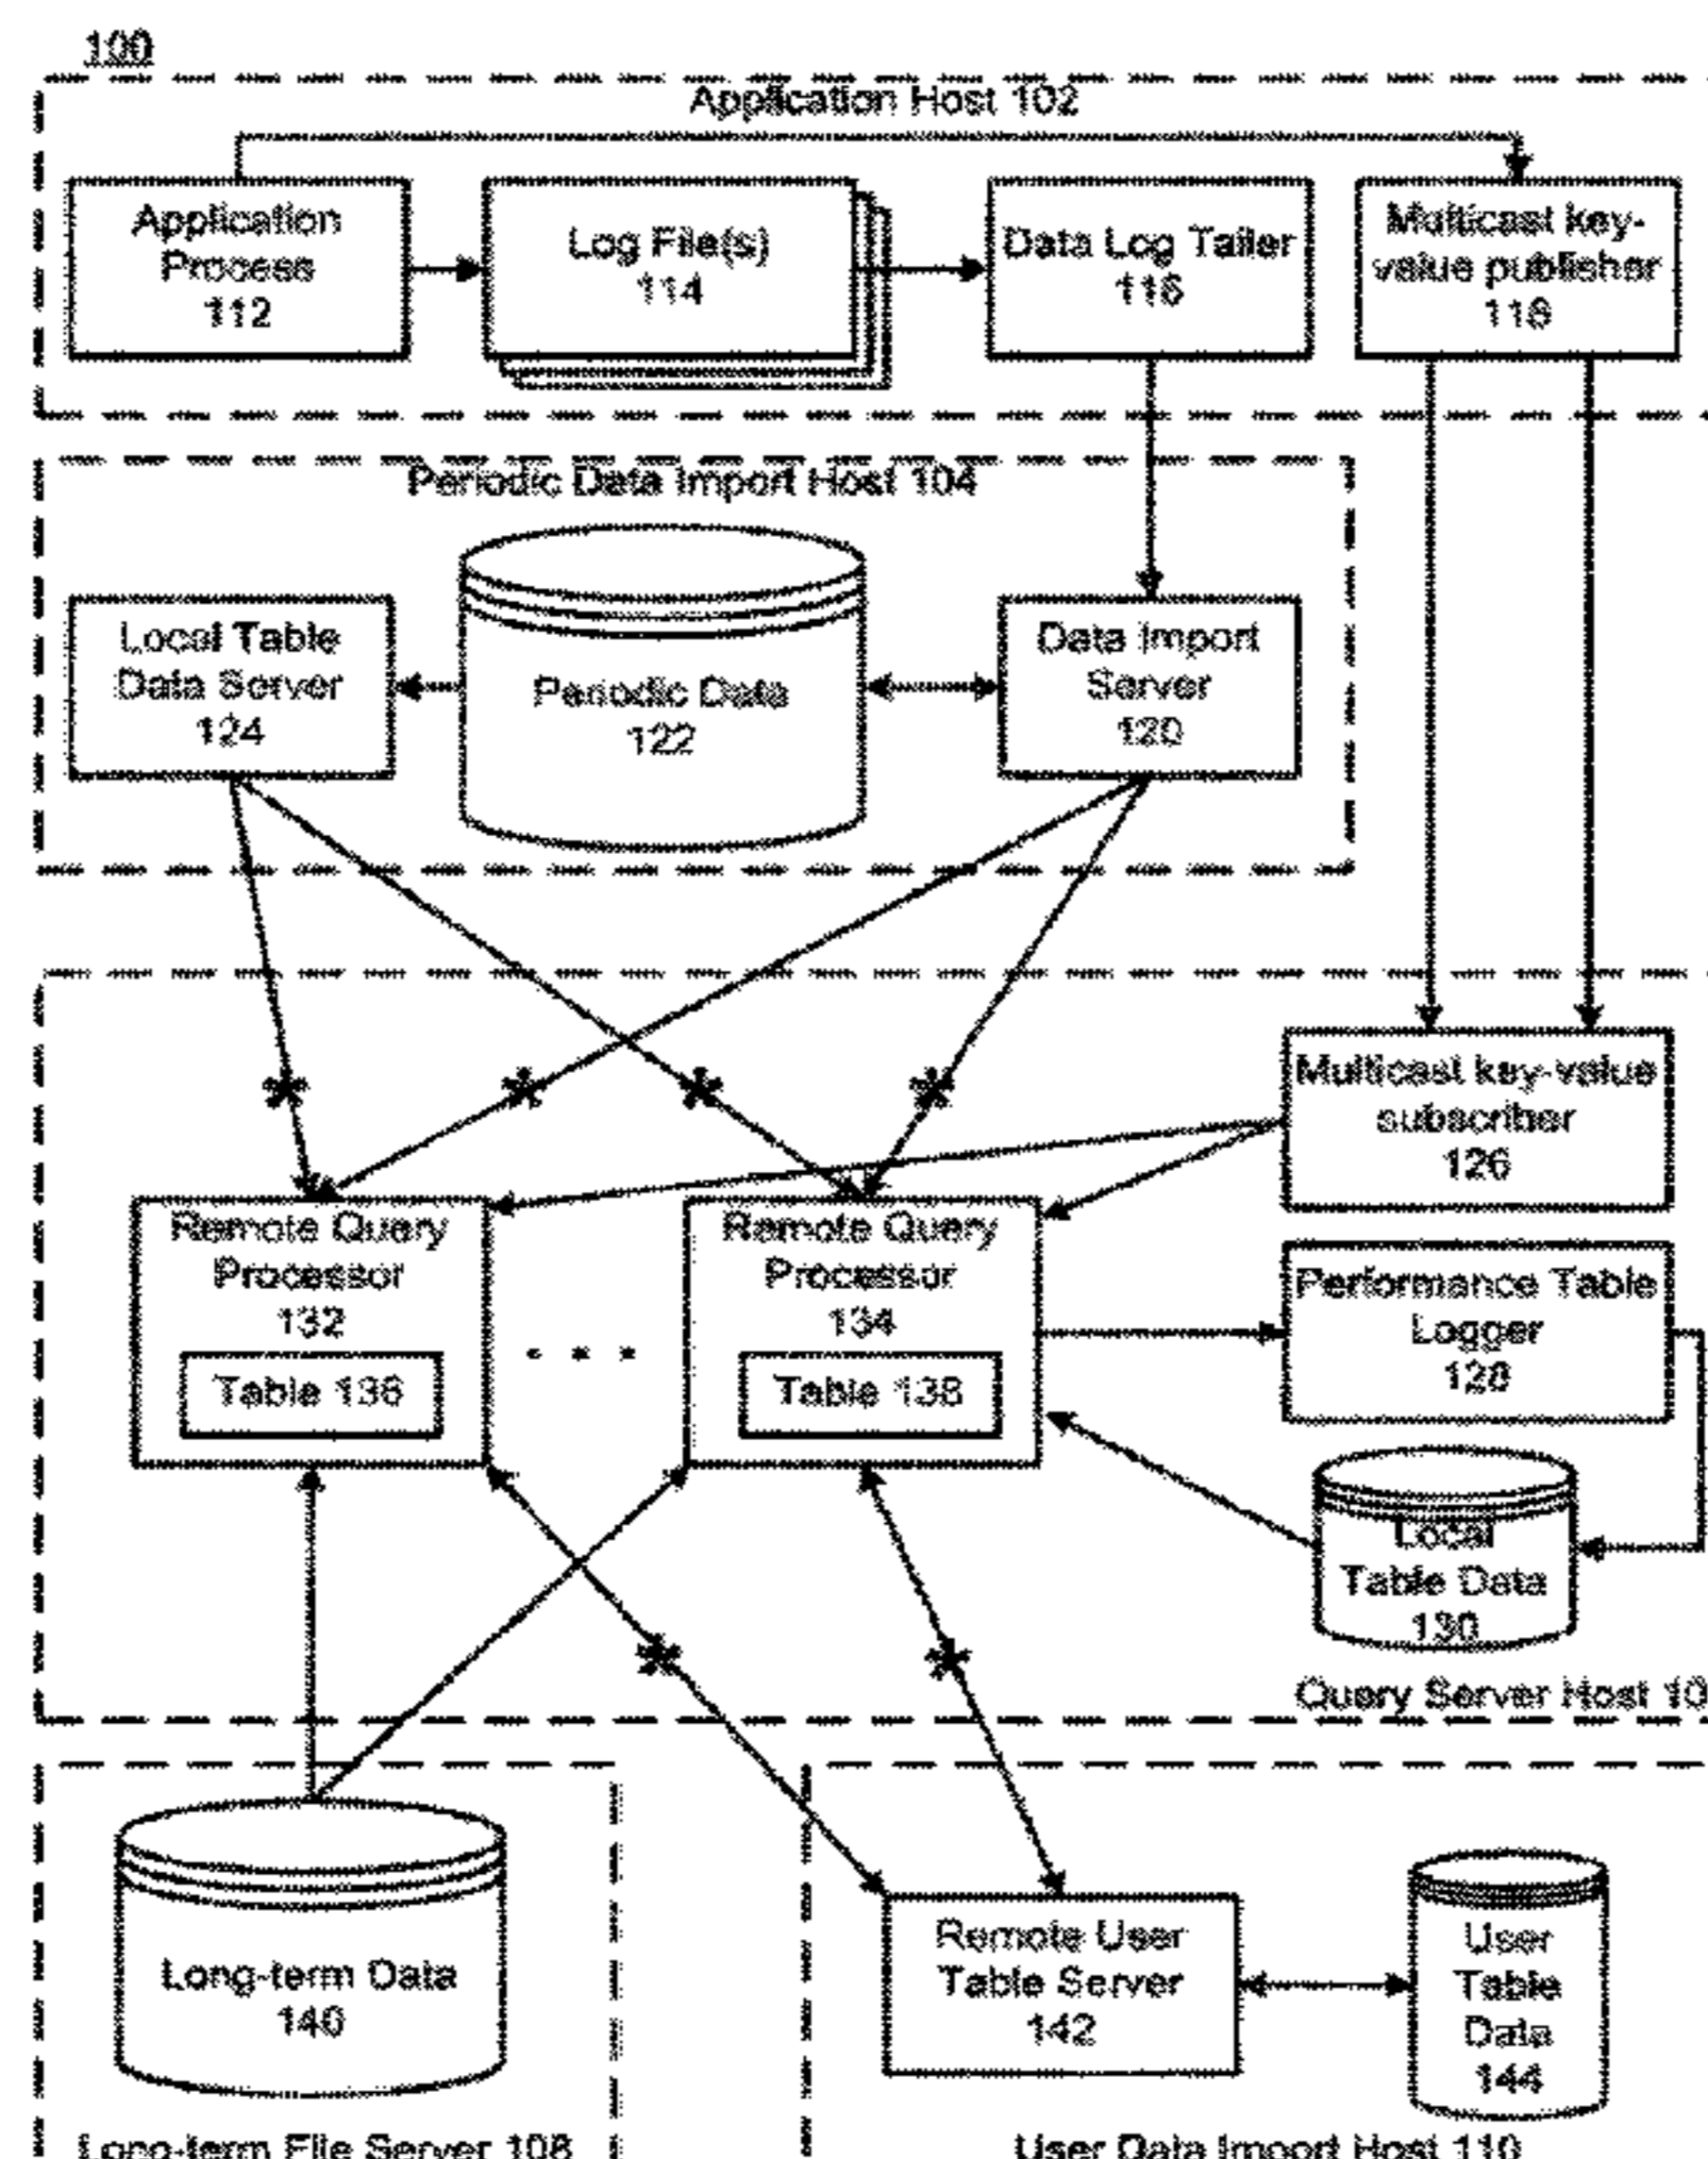 100
Application Host 102
Application
Process
112
Log File(s)
114
Data Log Tailer
116
Multicast key-
value publisher
118
Periodic Data Import Host 104
Local Table
Data Server
124
Periodic Data
122
Data Import
Server
120
Multicast key-value
subscriber
126
Remote Query
Processor
132
Table 136
Remote Query
Processor
134
Table 138
Performance Table
Logger
128
Local
Table Data
130
Query Server Host 10
Long-term Data
140
Remote User
Table Server
142
User
Table
Data
144
Long-term File Server 108
User Data Import Host 110